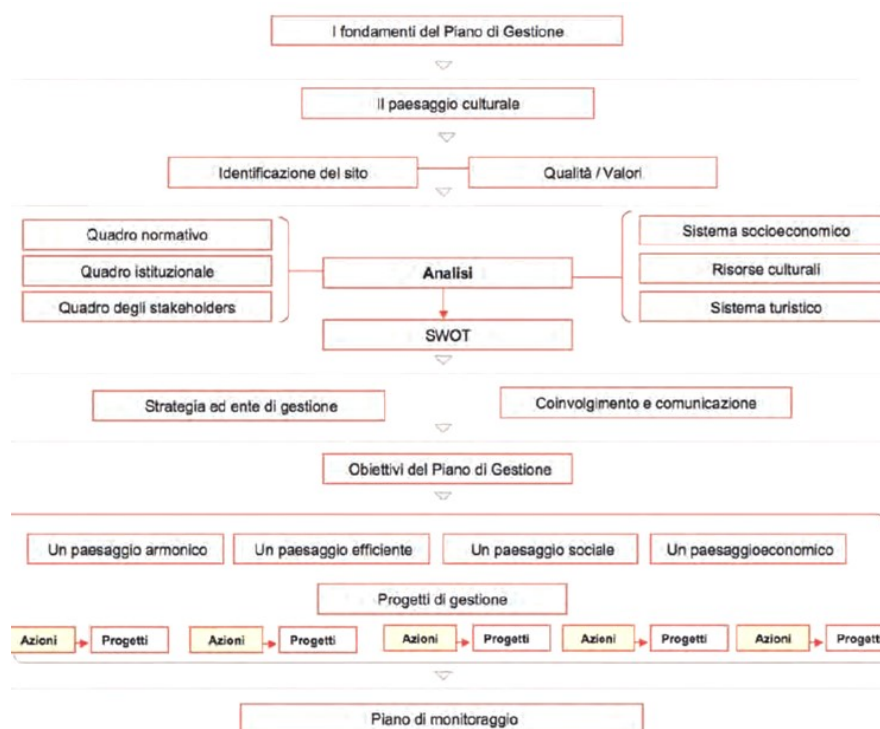 I fondamenti del Piano di Gestione
Il paesaggio culturale
Identificazione del sito
Qualità / Valori
Quadro normativo
Quadro istituzionale
Quadro degli stakeholders
Analisi
SWOT
Sistema socioeconomico
Risorse culturali
Sistema turistico
Strategia ed ente di gestione
Coinvolgimento e comunicazione
Obiettivi del Piano di Gestione
Un paesaggio armonico
Un paesaggio efficiente
Un paesaggio sociale
Un paesaggioeconomico
Progetti di gestione
Azioni
Progetti
Azioni
Progetti
Azioni
Progetti
Azioni
Progetti
Azioni
Progetti
Piano di monitoraggio